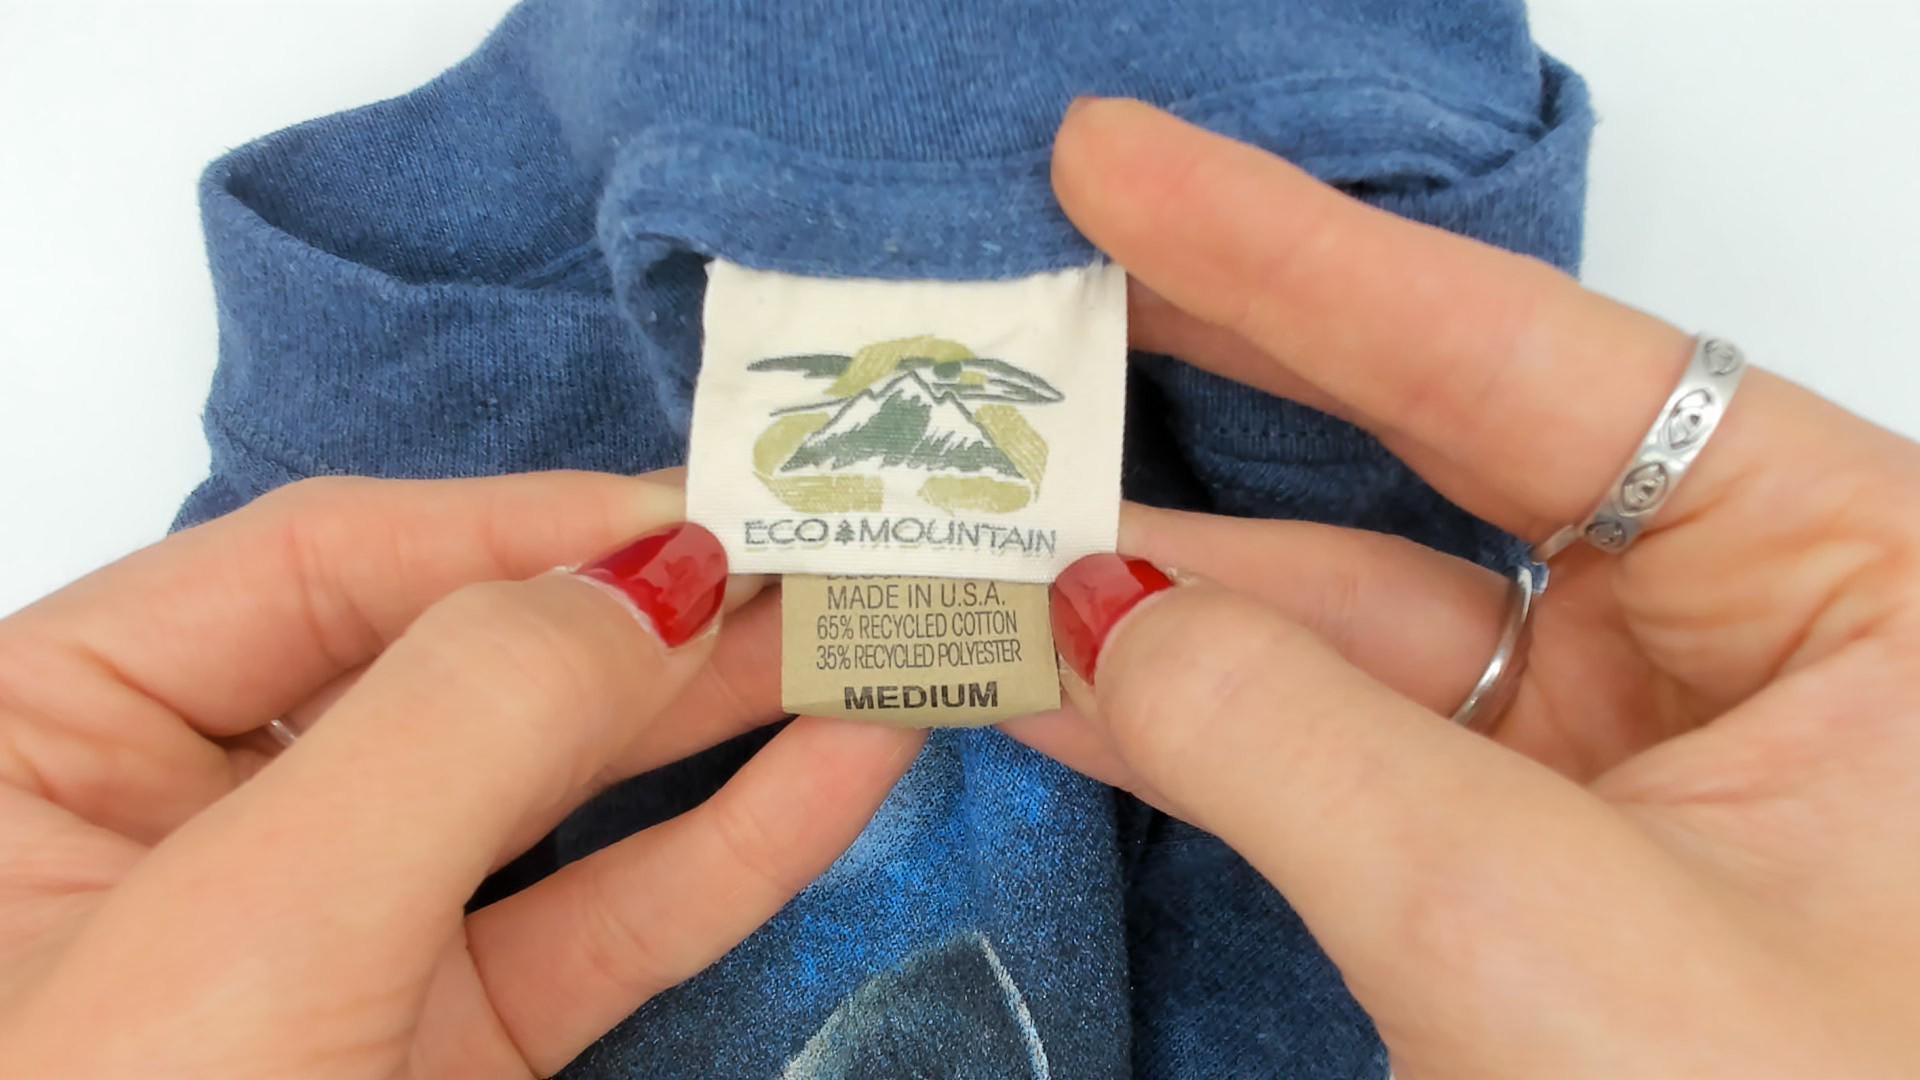 ECO MOUNTAIN
MADE IN U.S.A.
65% RECYCLED COTTON
35% RECYCLED POLYESTER
MEDIUM